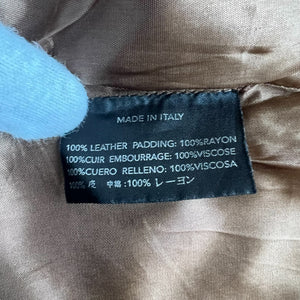 MADE IN ITALY
100% LEATHER PADDING: 100%RAYON
100%CUIR EMBOURRAGE: 100%VISCOSE
100%CUERO RELLENO: 100%VISCOSA
100% 皮 中綿:100% レーヨン